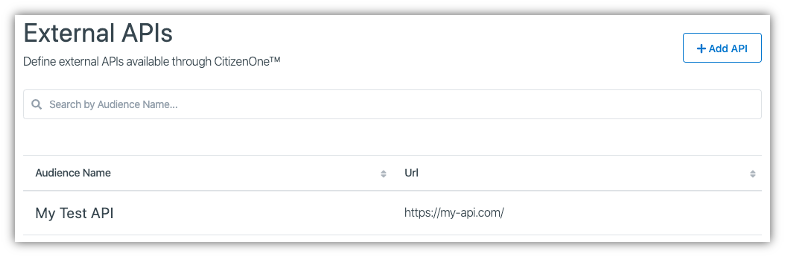 External APIs
+ Add API
Define external APIs available through CitizenOne™
Search by Audience Name...
Audience Name
Url
My Test API
https://my-api.com/